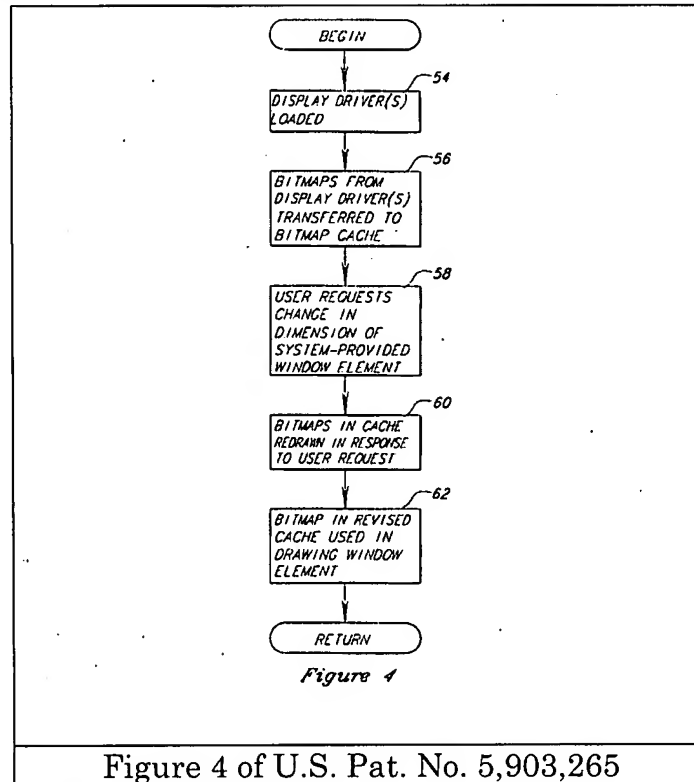 BEGIN
54
DISPLAY DRIVER(S)
LOADED
56
BITMAPS FROM
DISPLAY DRIVER(S)
TRANSFERRED TO
BITMAP CACHE
58
USER REQUESTS
CHANGE IN
DIMENSION OF
SYSTEM-PROVIDED
WINDOW ELEMENT
60
BITMAPS IN CACHE
REDRAWN IN RESPONSE
TO USER REQUEST
62
BITMAP IN REVISED
CACHE USED IN
DRAWING WINDOW
ELEMENT
RETURN
Figure 4
Figure 4 of U.S. Pat. No. 5,903,265